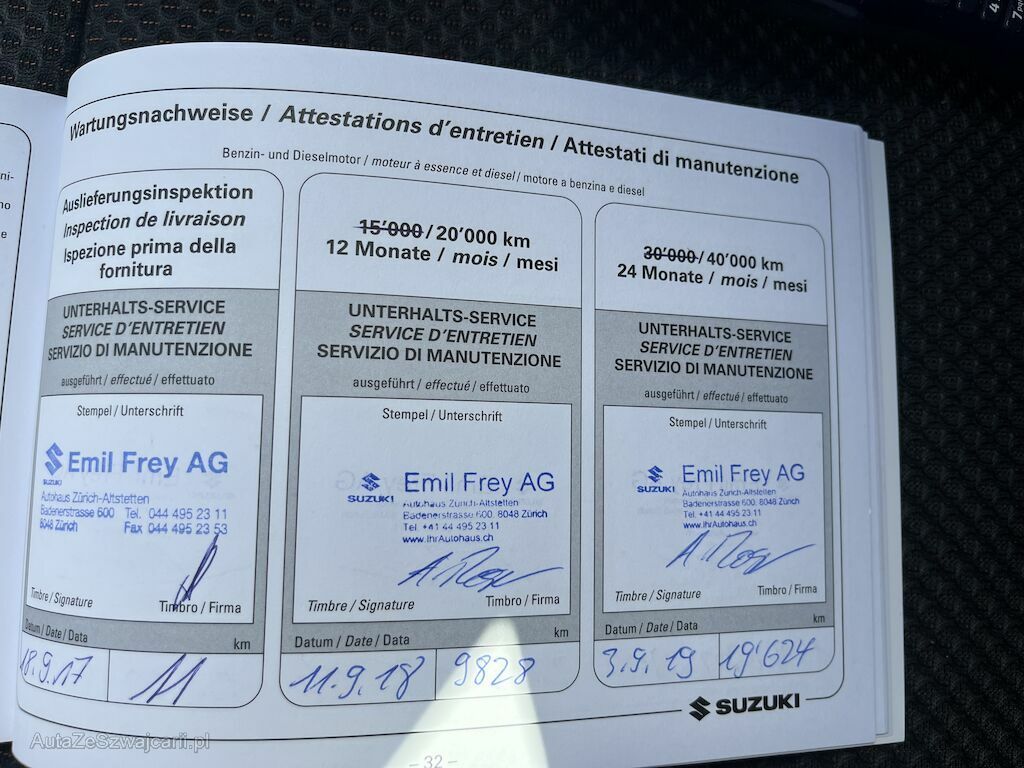 Wartungsnachweise / Attestations d'entretien / Attestati di manutenzione
Benzin- und Dieselmotor / moteur à essence et diesel / motore a benzina e diesel
Auslieferungsinspektion
Inspection de livraison
Ispezione prima della
fornitura
UNTERHALTS-SERVICE
SERVICE D'ENTRETIEN
SERVIZIO DI MANUTENZIONE
ausgeführt / effectué / effettuato
Stempel / Unterschrift
SUZUKI
Emil Frey AG
Autohaus Zürich-Altstetten
Badenerstrasse 600 Tel. 044 495 23 11
8048 Zürich Fax 044 495 23 53
Timbre / Signature
Timbro / Firma
Datum / Date / Data
km
18.9.17
11
15'000 / 20'000 km
12 Monate / mois / mesi
UNTERHALTS-SERVICE
SERVICE D'ENTRETIEN
SERVIZIO DI MANUTENZIONE
ausgeführt / effectué / effettuato
Stempel / Unterschrift
SUZUKI
Emil Frey AG
Autohaus Zürich-Altstetten
Badenerstrasse 600, 8048 Zürich
Tel. +41 44 495 23 11
www.IhrAutohaus.ch
Timbre / Signature
Timbro / Firma
Datum / Date / Data
km
11.9.18
9828
30'000 / 40'000 km
24 Monate / mois / mesi
UNTERHALTS-SERVICE
SERVICE D'ENTRETIEN
SERVIZIO DI MANUTENZIONE
ausgeführt / effectué / effettuato
Stempel / Unterschrift
SUZUKI
Emil Frey AG
Autohaus Zürich-Altstetten
Badenerstrasse 600, 8048 Zürich
Tel. +41 44 495 23 11
www.IhrAutohaus.ch
Timbre / Signature
Timbro / Firma
Datum / Date / Data
km
3.9.19
19'624
SUZUKI
- 32 -
AutaZeSzwajcarii.pl